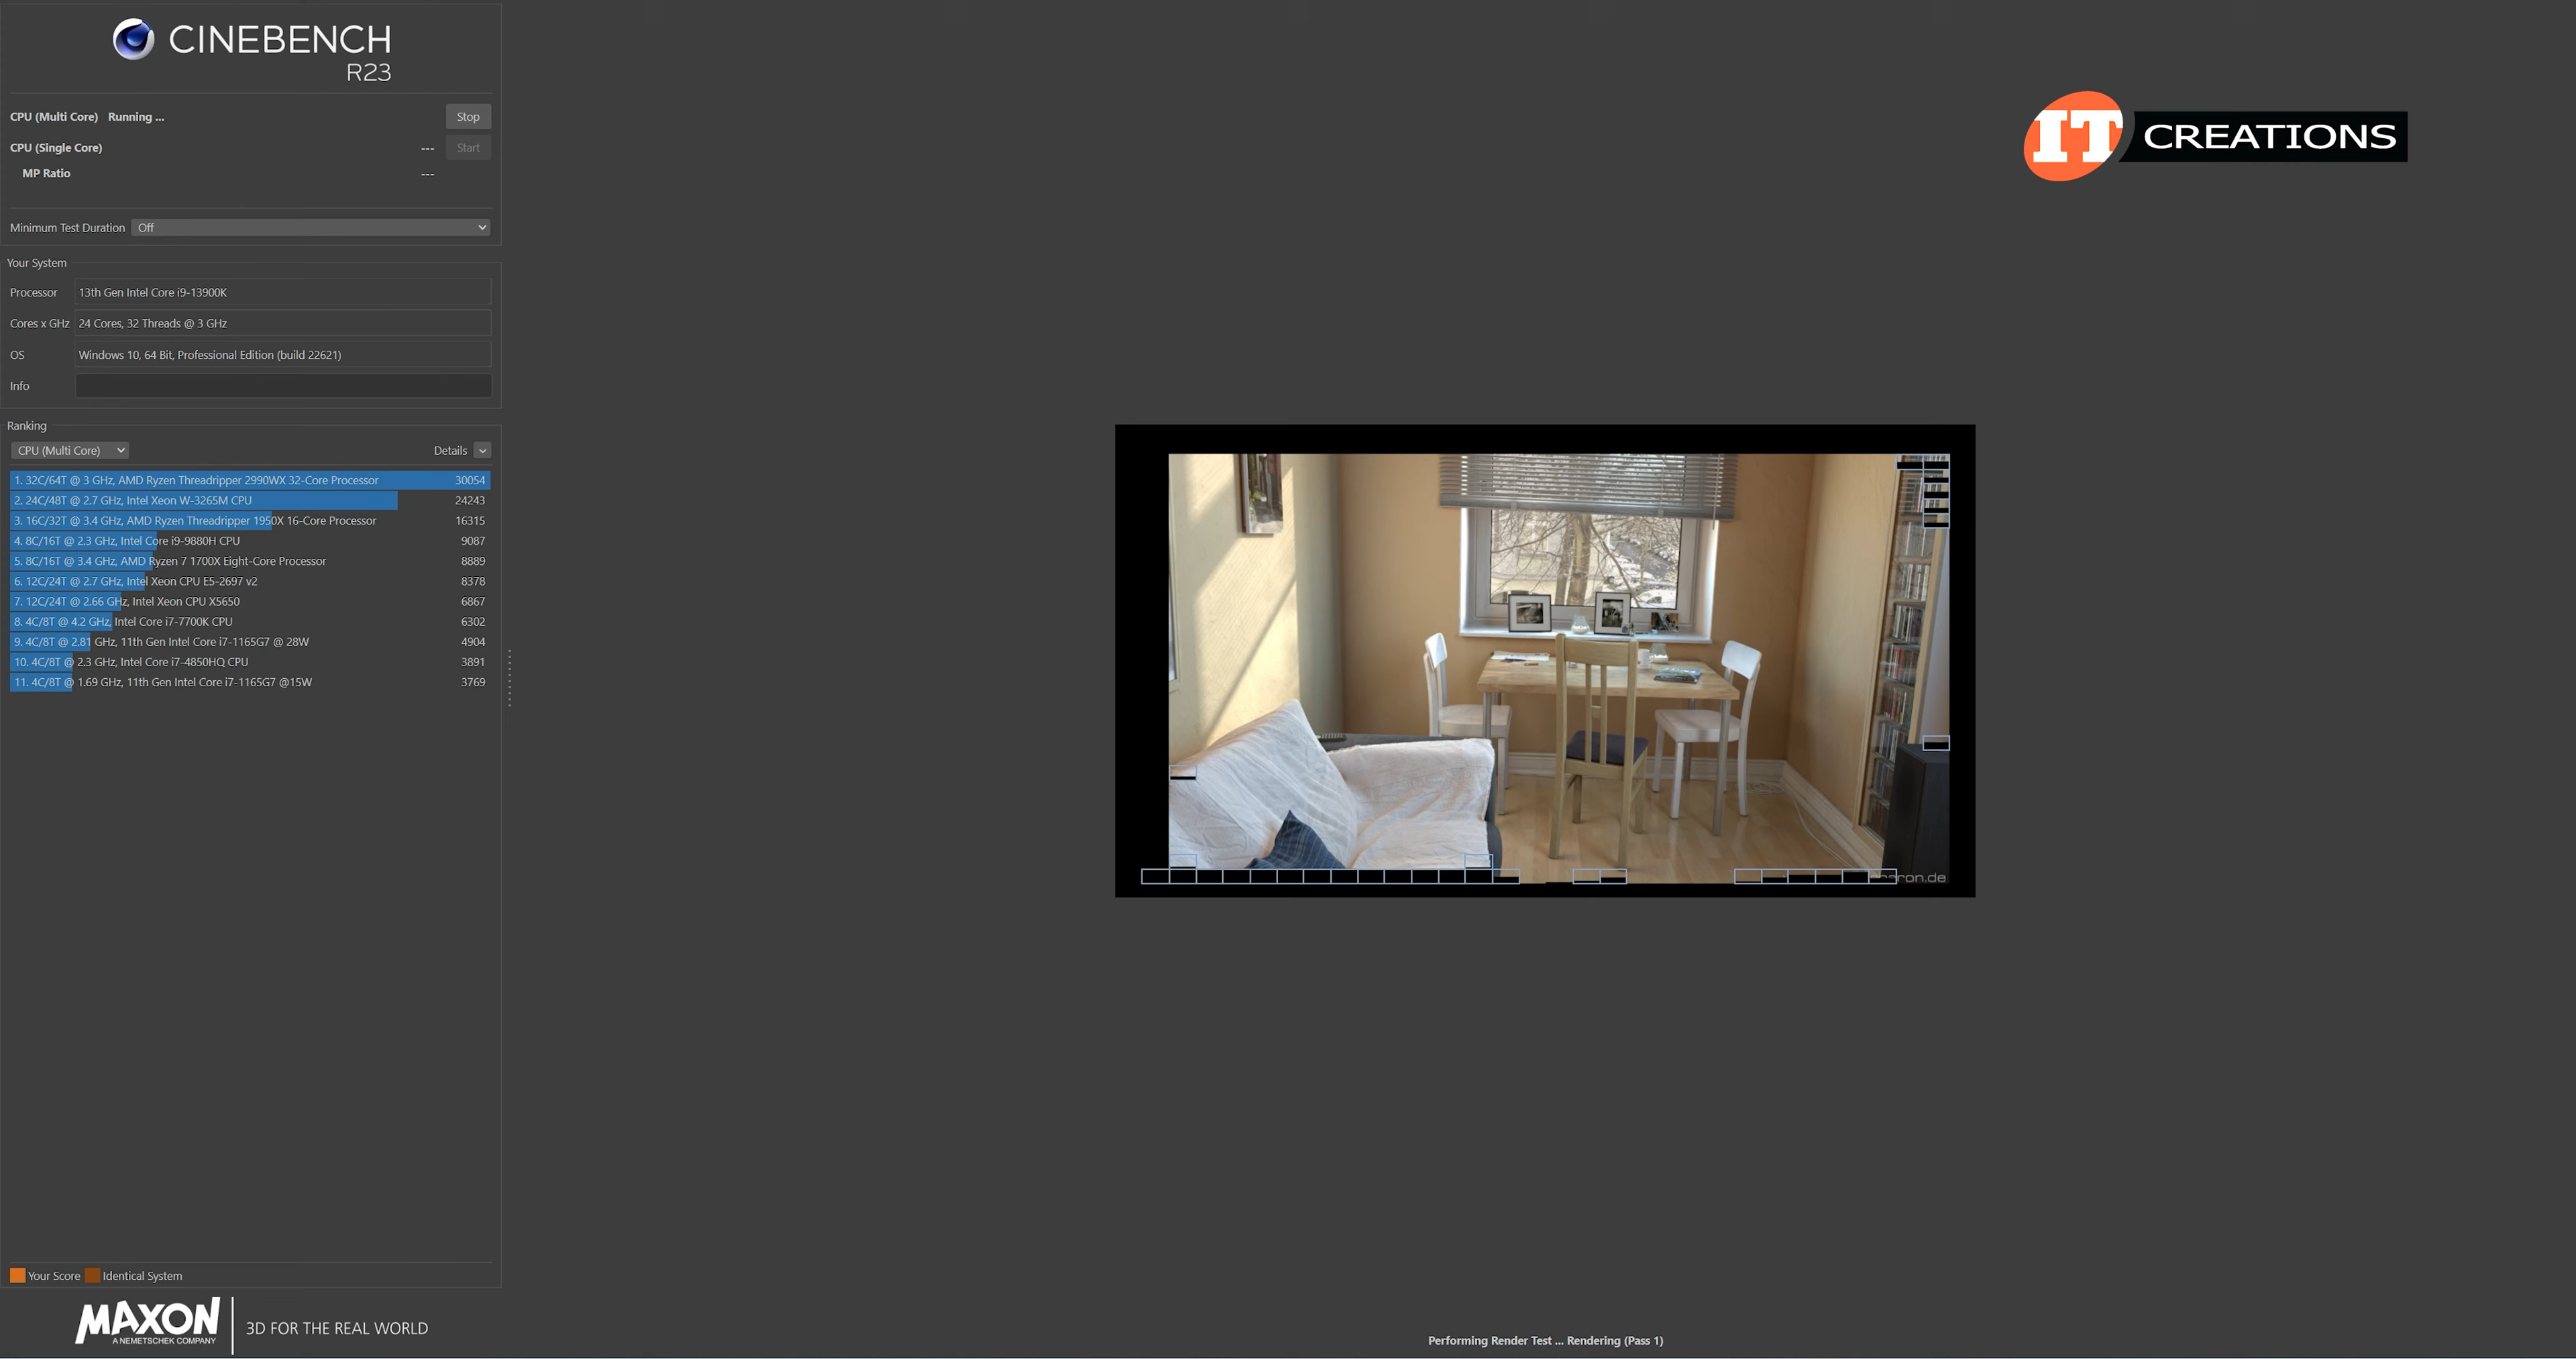 CINEBENCH
R23
CPU (Multi Core) Running ... Stop
CPU (Single Core) --- Start
MP Ratio ---
Minimum Test Duration Off
Your System
Processor 13th Gen Intel Core i9-13900K
Cores x GHz 24 Cores, 32 Threads @ 3 GHz
OS Windows 10, 64 Bit, Professional Edition (build 22621)
Info
Ranking
CPU (Multi Core) Details
1. 32C/64T @ 3 GHz, AMD Ryzen Threadripper 2990WX 32-Core Processor 30054
2. 24C/48T @ 2.7 GHz, Intel Xeon W-3265M CPU 24243
3. 16C/32T @ 3.4 GHz, AMD Ryzen Threadripper 1950X 16-Core Processor 16315
4. 8C/16T @ 2.3 GHz, Intel Core i9-9880H CPU 9087
5. 8C/16T @ 3.4 GHz, AMD Ryzen 7 1700X Eight-Core Processor 8889
6. 12C/24T @ 2.7 GHz, Intel Xeon CPU E5-2697 v2 8378
7. 12C/24T @ 2.66 GHz, Intel Xeon CPU X5650 6867
8. 4C/8T @ 4.2 GHz, Intel Core i7-7700K CPU 6302
9. 4C/8T @ 2.81 GHz, 11th Gen Intel Core i7-1165G7 @ 28W 4904
10. 4C/8T @ 2.3 GHz, Intel Core i7-4850HQ CPU 3891
11. 4C/8T @ 1.69 GHz, 11th Gen Intel Core i7-1165G7 @15W 3769
Your Score Identical System
MAXON
A NEMETSCHEK COMPANY
3D FOR THE REAL WORLD
IT CREATIONS
Performing Render Test ... Rendering (Pass 1)